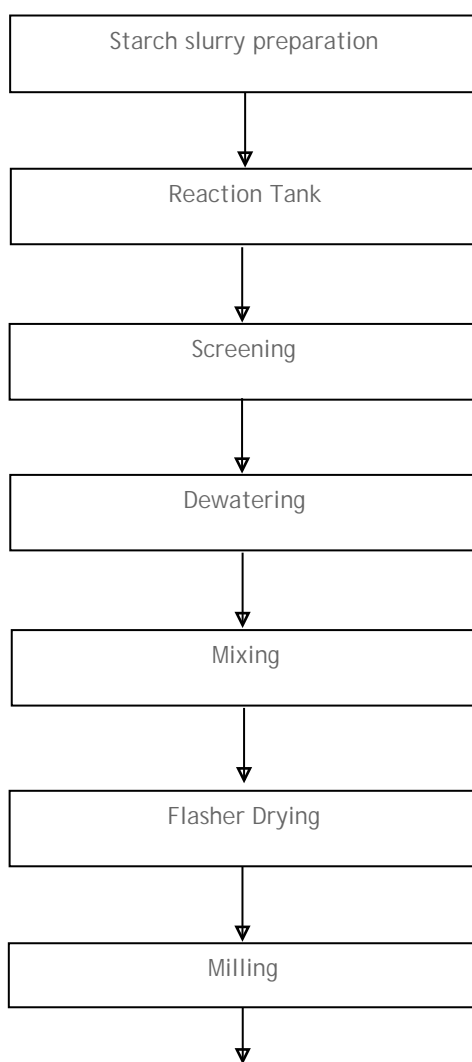 Starch slurry preparation
Reaction Tank
Screening
Dewatering
Mixing
Flasher Drying
Milling